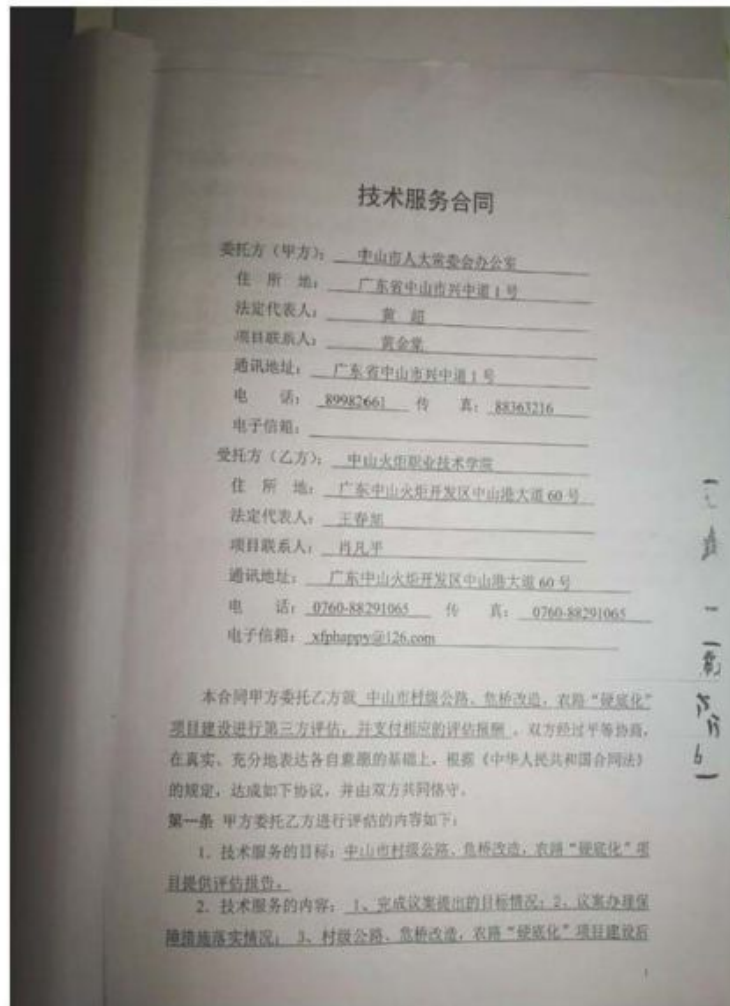 技术服务合同
委托方（甲方）： 中山市人大常委会办公室
住 所 地： 广东省中山市兴中道 1 号
法定代表人： 黄 超
项目联系人： 黄金
通讯地址： 广东省中山市兴中道 1 号
电 话： 89982661 传 真： 88363216
电子信箱：
受托方（乙方）： 中山火炬职业技术学院
住 所 地： 广东中山火炬开发区中山港大道 60 号
法定代表人： 王春旭
项目联系人： 肖凡平
通讯地址： 广东中山火炬开发区中山港大道 60 号
电 话： 0760-88291065 传 真： 0760-88291065
电子信箱： xfphappy@126.com
本合同甲方委托乙方就 中山市村级公路、危桥改造，农路“硬底化”
项目建设进行第三方评估，并支付相应的评估报酬 。双方经过平等协商，
在真实、充分地表达各自意愿的基础上，根据《中华人民共和国合同法》
的规定，达成如下协议，并由双方共同恪守。
第一条 甲方委托乙方进行评估的内容如下：
1．技术服务的目标：中山市村级公路、危桥改造，农路“硬底化”项
目提供评估报告。
2．技术服务的内容： 1、完成议案提出的目标情况；2、议案办理保
障措施落实情况； 3、村级公路、危桥改造，农路“硬底化”项目建设后
1